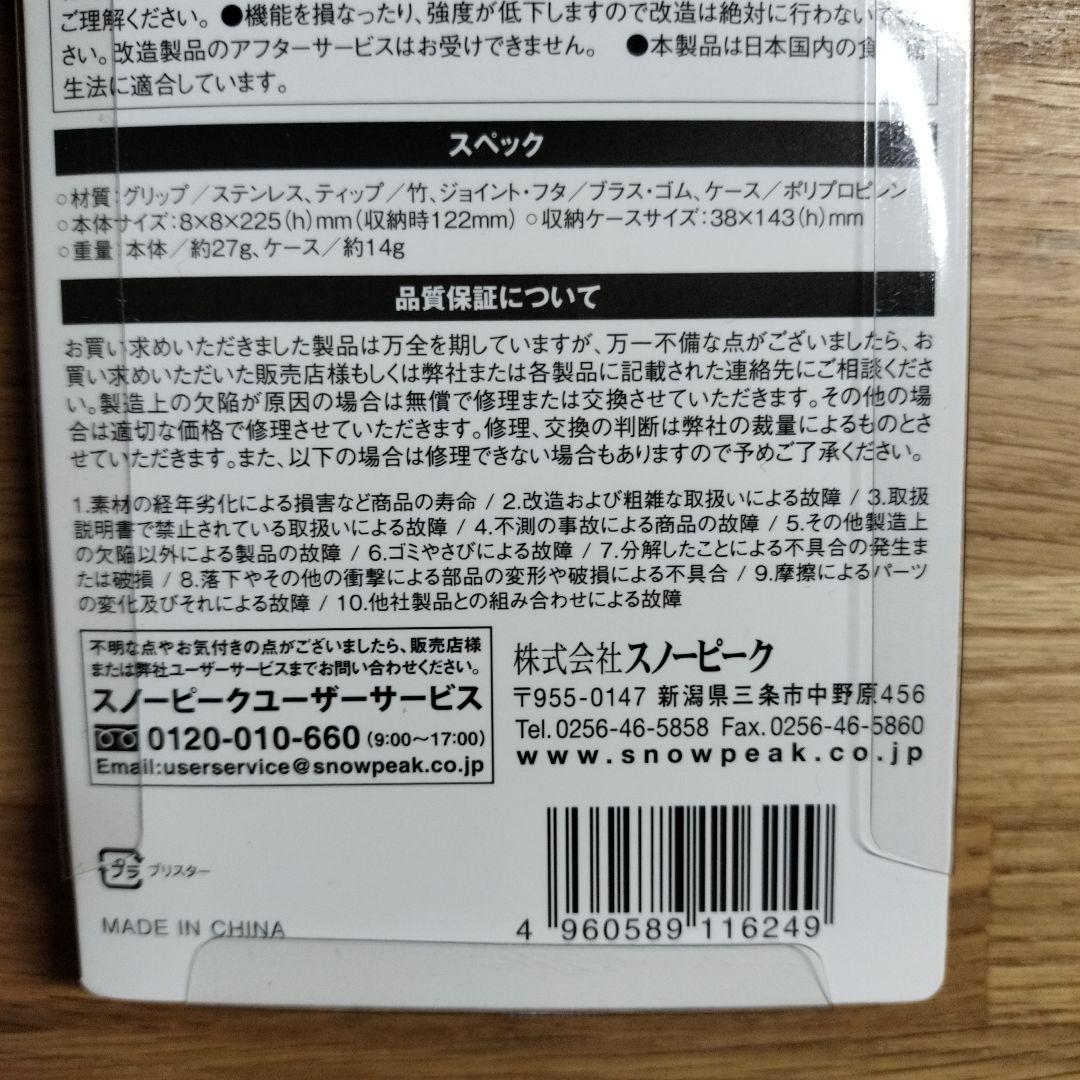 ご理解ください。 ●機能を損なったり、強度が低下しますので改造は絶対に行わない
さい。改造製品のアフターサービスはお受けできません。 ●本製品は日本国内の食
生法に適合しています。
スペック
○材質:グリップ／ステンレス、ティップ／竹、ジョイント・フタ／ブラス・ゴム、ケース／ポリプロピレン
○本体サイズ:8×8×225(h)mm(収納時122mm) ○収納ケースサイズ:38×143(h)mm
○重量:本体／約27g、ケース／約14g
品質保証について
お買い求めいただきました製品は万全を期していますが、万一不備な点がございましたら、お
買い求めいただいた販売店様もしくは弊社または各製品に記載された連絡先にご相談くださ
い。製造上の欠陥が原因の場合は無償で修理または交換させていただきます。その他の場
合は適切な価格で修理させていただきます。修理、交換の判断は弊社の裁量によるものとさ
せていただきます。また、以下の場合は修理できない場合もありますので予めご了承ください。
1.素材の経年劣化による損害など商品の寿命 / 2.改造および粗雑な取扱いによる故障 / 3.取扱
説明書で禁止されている取扱いによる故障 / 4.不測の事故による商品の故障 / 5.その他製造上
の欠陥以外による製品の故障 / 6.ゴミやさびによる故障 / 7.分解したことによる不具合の発生ま
たは破損 / 8.落下やその他の衝撃による部品の変形や破損による不具合 / 9.摩擦によるパーツ
の変化及びそれによる故障 / 10.他社製品との組み合わせによる故障
不明な点やお気付きの点がございましたら、販売店様
または弊社ユーザーサービスまでお問い合わせください。
スノーピークユーザーサービス
0120-010-660 (9:00～17:00)
Email:userservice@snowpeak.co.jp
株式会社スノーピーク
〒955-0147 新潟県三条市中野原456
Tel.0256-46-5858 Fax.0256-46-5860
www.snowpeak.co.jp
プラ ブリスター
MADE IN CHINA
4 960589 116249